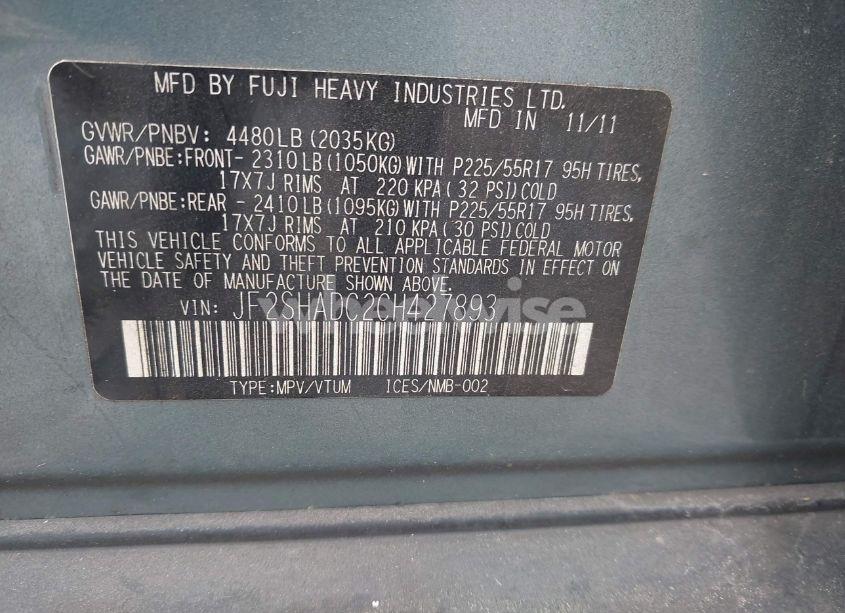 MFD BY FUJI HEAVY INDUSTRIES LTD.
MFD IN 11/11
GVWR/PNBV: 4480LB(2035KG)
GAWR/PNBE:FRONT- 2310LB(1050KG)WITH P225/55R17 95H TIRES,
17X7J RIMS AT 220 KPA( 32 PSI)COLD
GAWR/PNBE:REAR - 2410LB(1095KG)WITH P225/55R17 95H TIRES,
17X7J RIMS AT 210 KPA( 30 PSI)COLD
THIS VEHICLE CONFORMS TO ALL APPLICABLE FEDERAL MOTOR
VEHICLE SAFETY AND THEFT PREVENTION STANDARDS IN EFFECT ON
THE DATE OF MANUFACTURE SHOWN ABOVE.
VIN: JF2SHADC2CH427893
TYPE:MPV/VTUM ICES/NMB-002